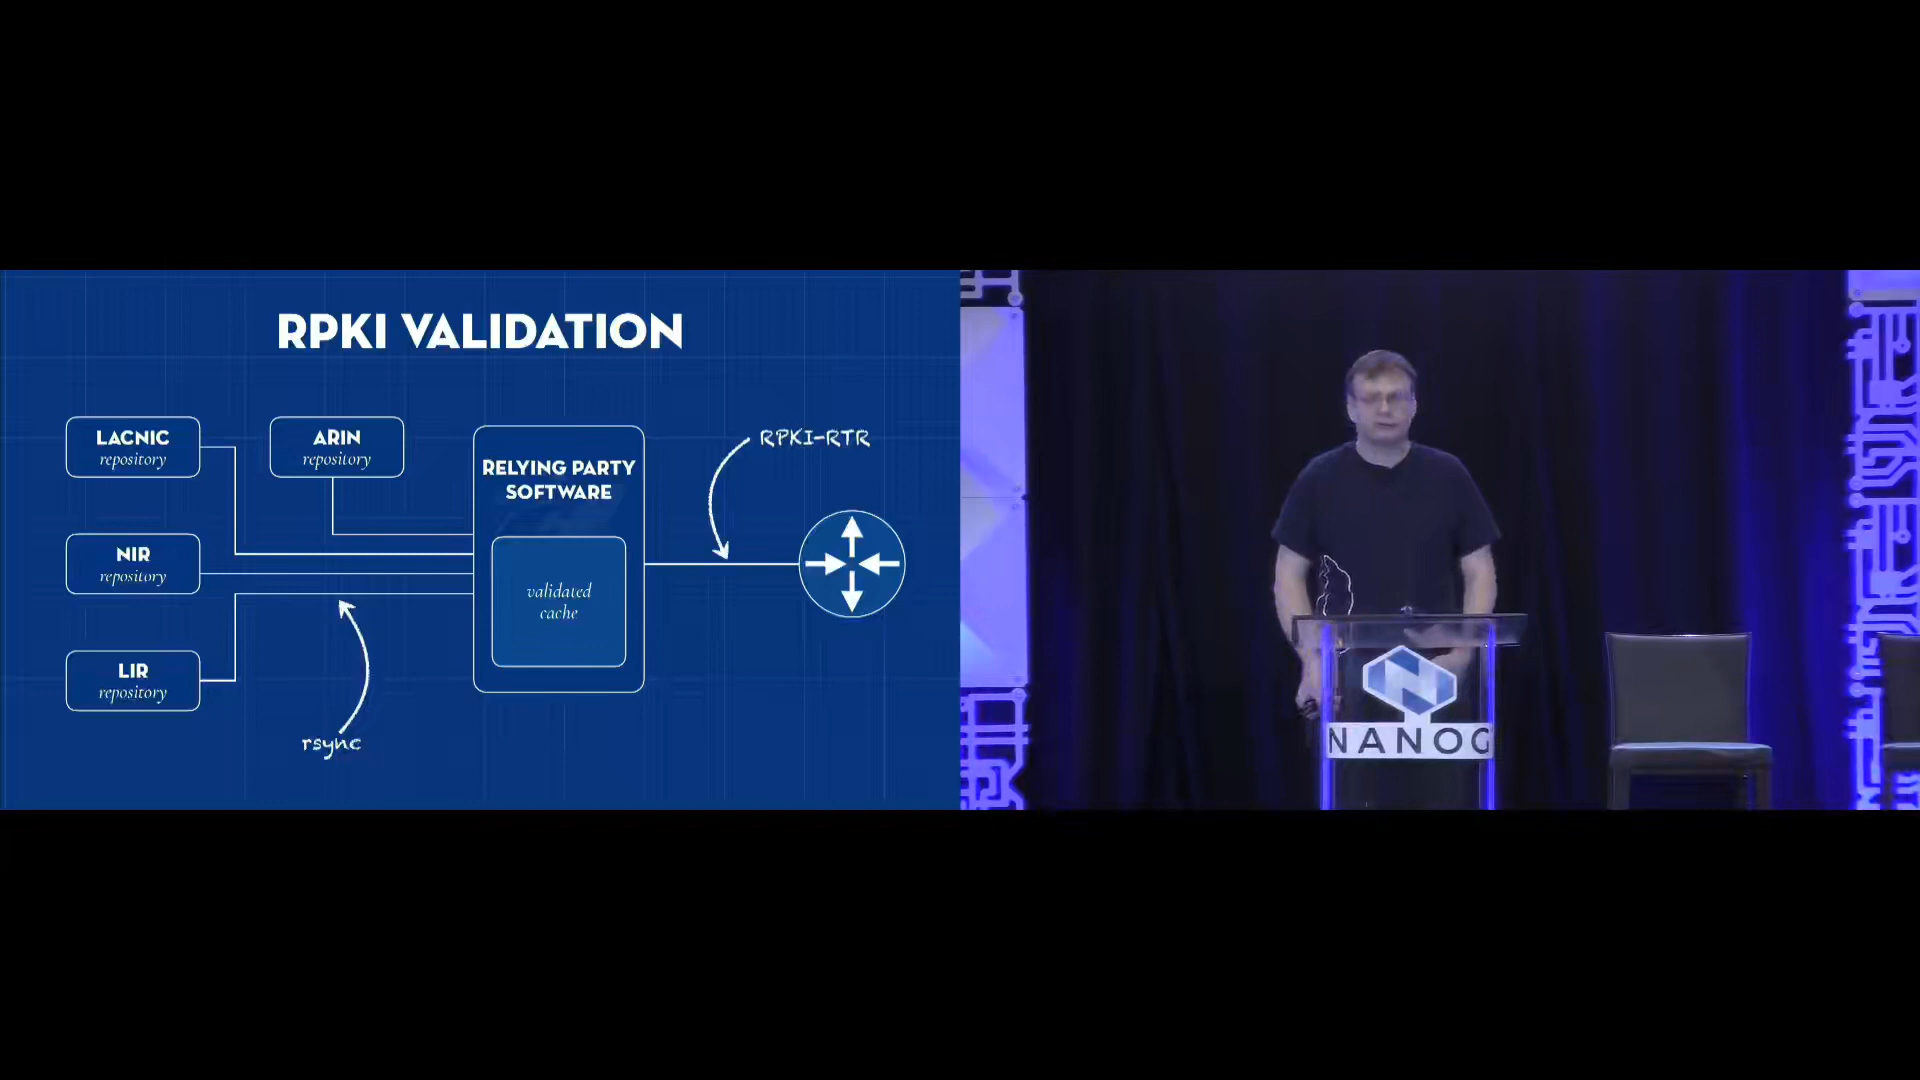 RPKI VALIDATION
LACNIC
repository
ARIN
repository
RELYING PARTY
SOFTWARE
RPKI-RTR
NIR
repository
validated
cache
LIR
repository
rsync
NANOG